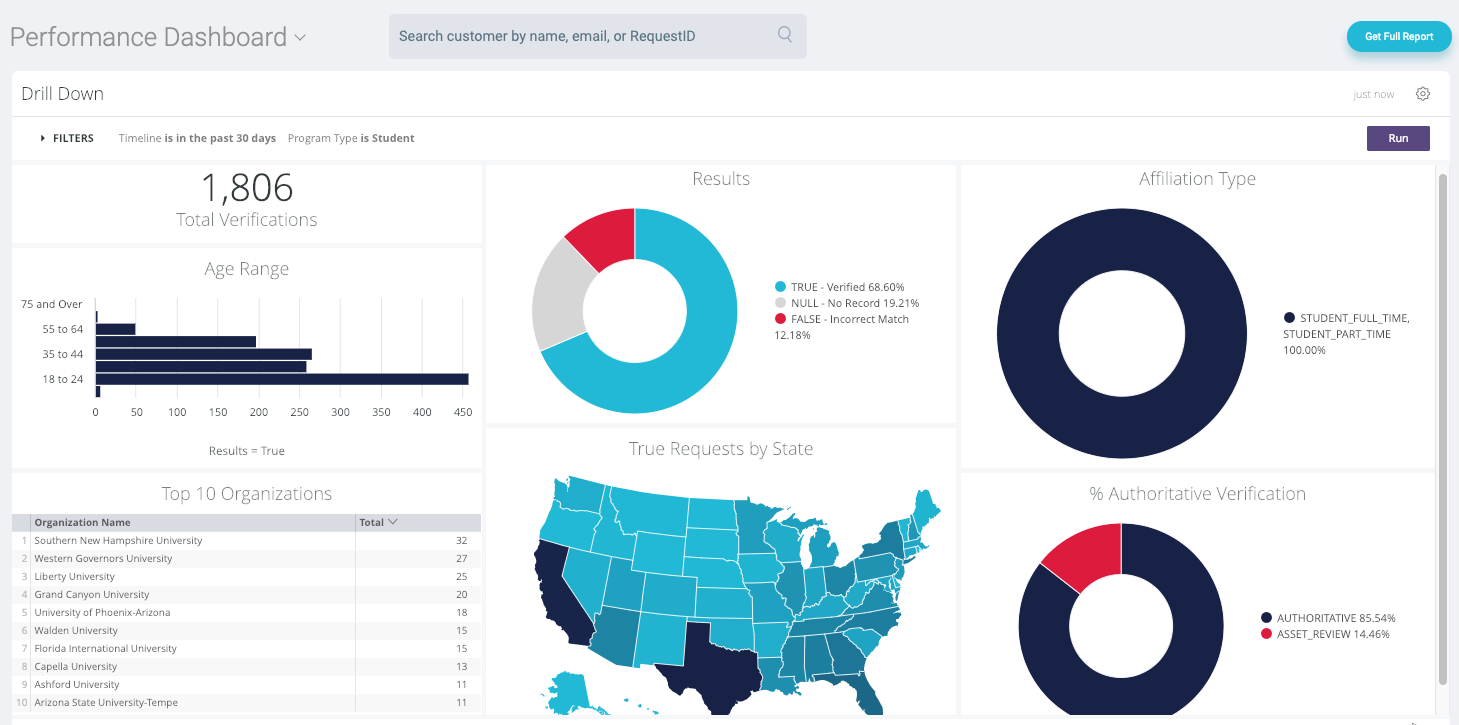 Performance Dashboard
Search customer by name, email, or RequestID
Get Full Report
Drill Down
just now
FILTERS Timeline is in the past 30 days Program Type is Student
Run
1,806
Total Verifications
Age Range
75 and Over
55 to 64
35 to 44
18 to 24
0 50 100 150 200 250 300 350 400 450
Results = True
Top 10 Organizations
Organization Name Total
1 Southern New Hampshire University 32
2 Western Governors University 27
3 Liberty University 25
4 Grand Canyon University 20
5 University of Phoenix-Arizona 18
6 Walden University 15
7 Florida International University 15
8 Capella University 13
9 Ashford University 11
10 Arizona State University-Tempe 11
Results
TRUE - Verified 68.60%
NULL - No Record 19.21%
FALSE - Incorrect Match
12.18%
True Requests by State
Affiliation Type
STUDENT_FULL_TIME,
STUDENT_PART_TIME
100.00%
% Authoritative Verification
AUTHORITATIVE 85.54%
ASSET_REVIEW 14.46%